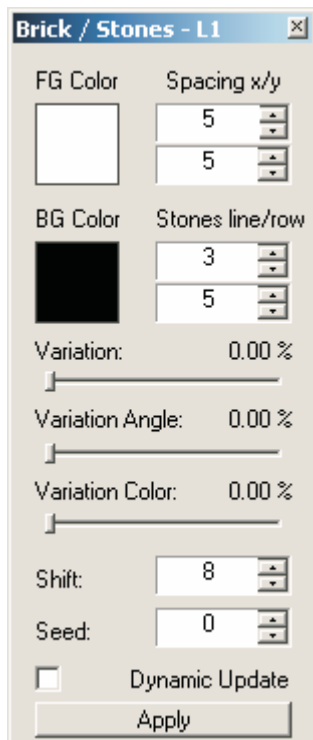 Brick / Stones - L1
FG Color Spacing x/y
5
5
BG Color Stones line/row
3
5
Variation: 0.00 %
Variation Angle: 0.00 %
Variation Color: 0.00 %
Shift: 8
Seed: 0
Dynamic Update
Apply